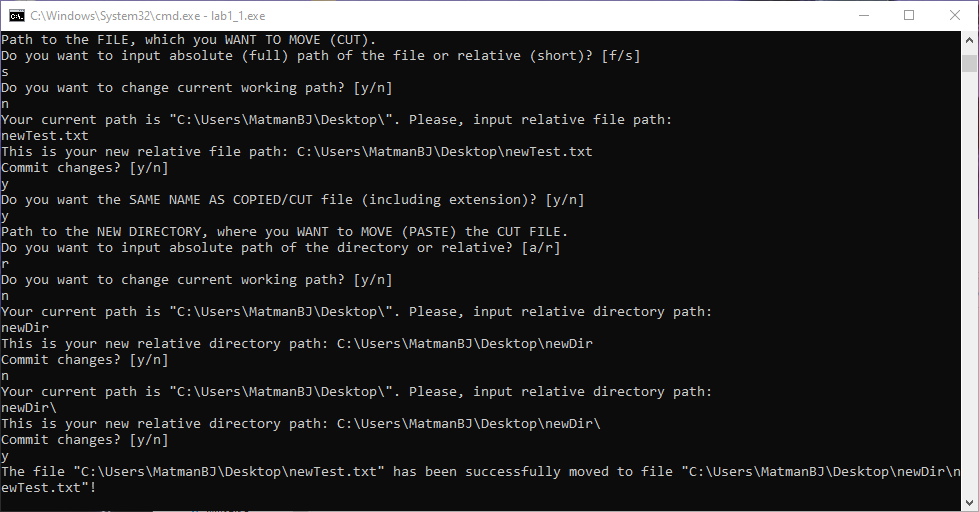 C:\Windows\System32\cmd.exe - lab1_1.exe
Path to the FILE, which you WANT TO MOVE (CUT).
Do you want to input absolute (full) path of the file or relative (short)? [f/s]
s
Do you want to change current working path? [y/n]
n
Your current path is "C:\Users\MatmanBJ\Desktop\". Please, input relative file path:
newTest.txt
This is your new relative file path: C:\Users\MatmanBJ\Desktop\newTest.txt
Commit changes? [y/n]
y
Do you want the SAME NAME AS COPIED/CUT file (including extension)? [y/n]
y
Path to the NEW DIRECTORY, where you WANT to MOVE (PASTE) the CUT FILE.
Do you want to input absolute path of the directory or relative? [a/r]
r
Do you want to change current working path? [y/n]
n
Your current path is "C:\Users\MatmanBJ\Desktop\". Please, input relative directory path:
newDir
This is your new relative directory path: C:\Users\MatmanBJ\Desktop\newDir
Commit changes? [y/n]
n
Your current path is "C:\Users\MatmanBJ\Desktop\". Please, input relative directory path:
newDir\
This is your new relative directory path: C:\Users\MatmanBJ\Desktop\newDir\
Commit changes? [y/n]
y
The file "C:\Users\MatmanBJ\Desktop\newTest.txt" has been successfully moved to file "C:\Users\MatmanBJ\Desktop\newDir\n
ewTest.txt"!